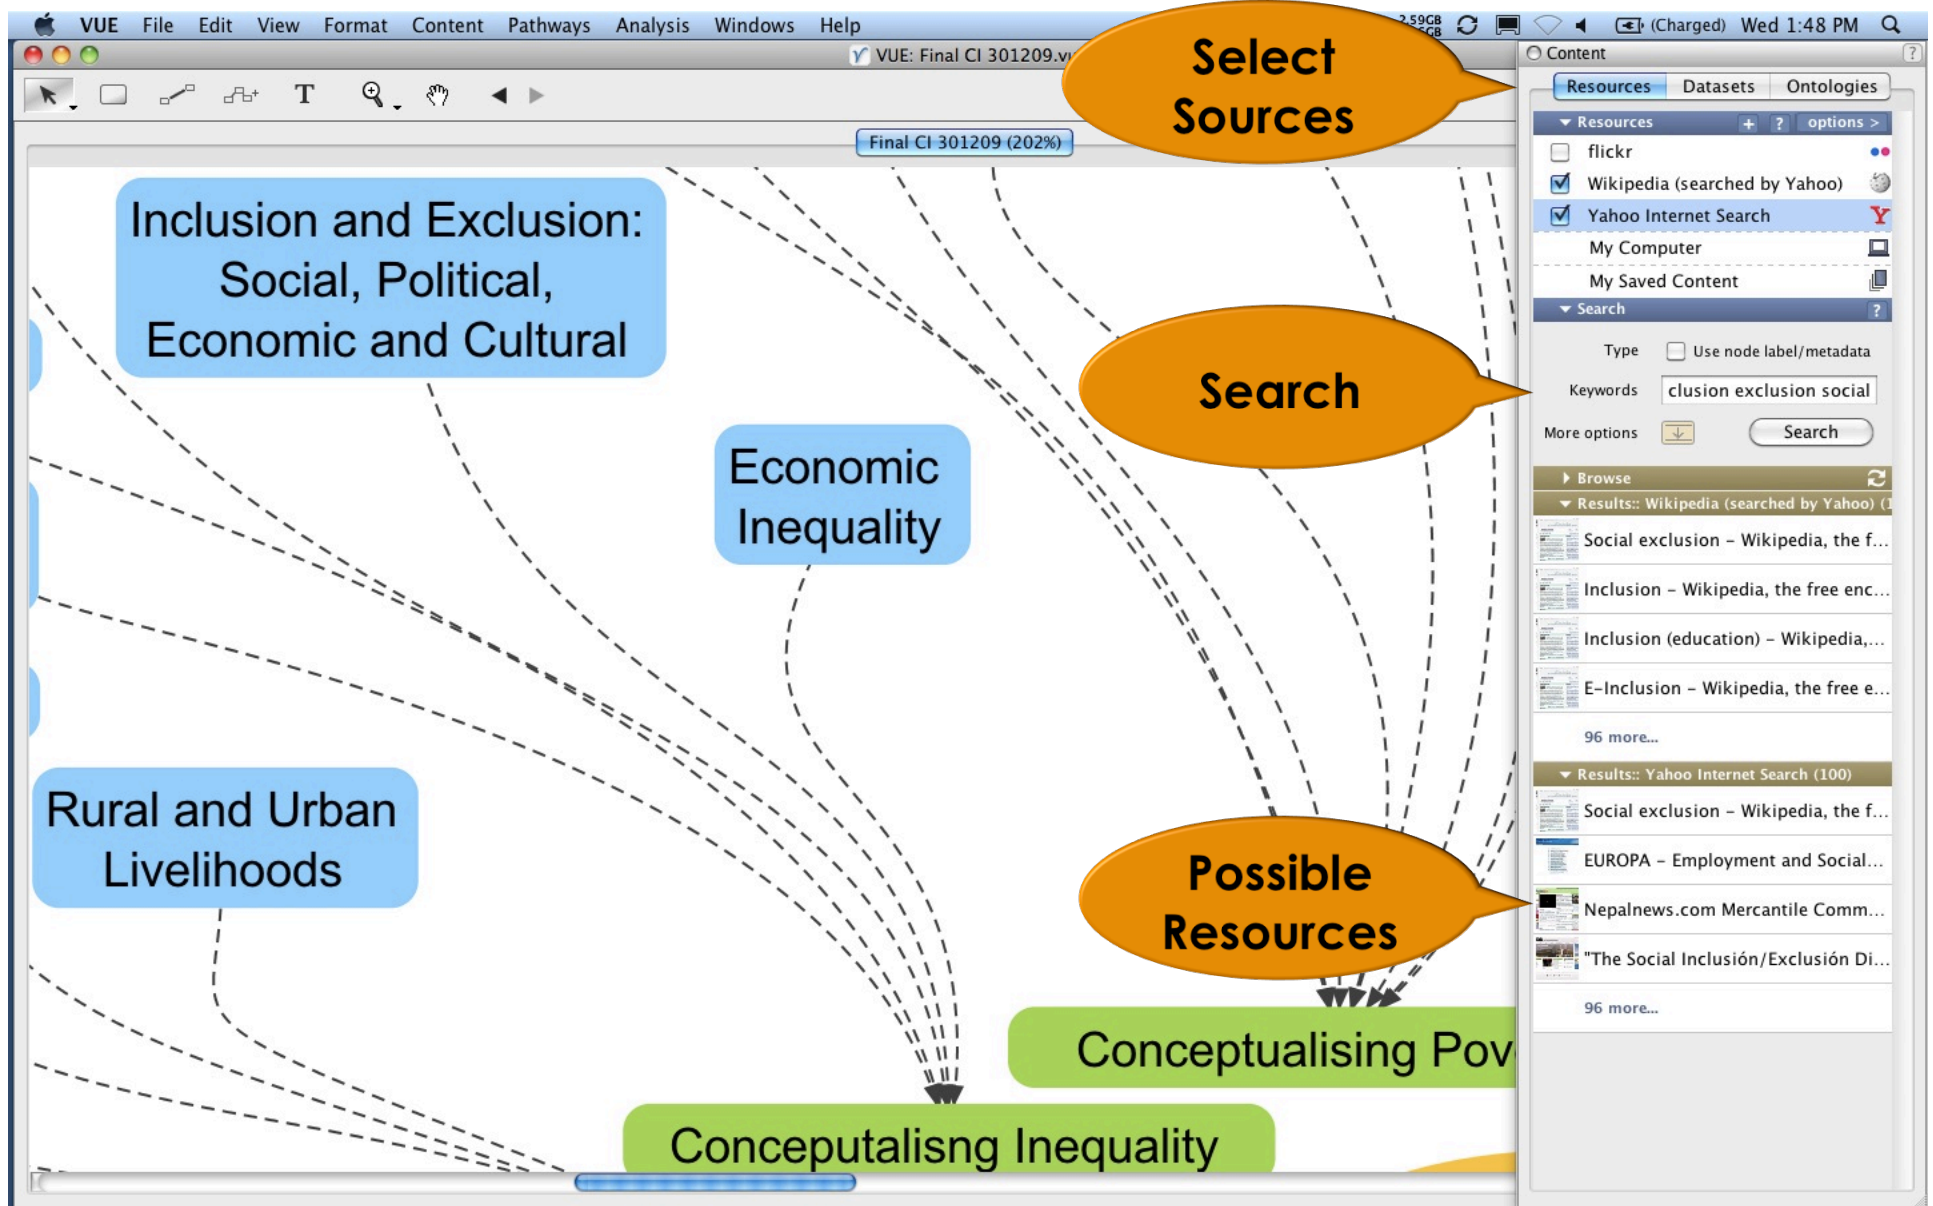 VUE File Edit View Format Content Pathways Analysis Windows Help
2.59GB
GB
(Charged) Wed 1:48 PM
VUE: Final CI 301209.vu
Content
?
T
Final CI 301209 (202%)
Select
Sources
Resources Datasets Ontologies
Resources + ? options >
flickr
Wikipedia (searched by Yahoo)
Yahoo Internet Search Y
My Computer
My Saved Content
Search ?
Type Use node label/metadata
Keywords clusion exclusion social
More options Search
Browse
Results:: Wikipedia (searched by Yahoo) (1
Social exclusion – Wikipedia, the f...
Inclusion – Wikipedia, the free enc...
Inclusion (education) – Wikipedia,...
E-Inclusion – Wikipedia, the free e...
96 more...
Results:: Yahoo Internet Search (100)
Social exclusion – Wikipedia, the f...
EUROPA – Employment and Social...
Nepalnews.com Mercantile Comm...
"The Social Inclusión/Exclusión Di...
96 more...
Inclusion and Exclusion:
Social, Political,
Economic and Cultural
Search
Economic
Inequality
Rural and Urban
Livelihoods
Possible
Resources
Conceptualising Pov
Conceputalisng Inequality